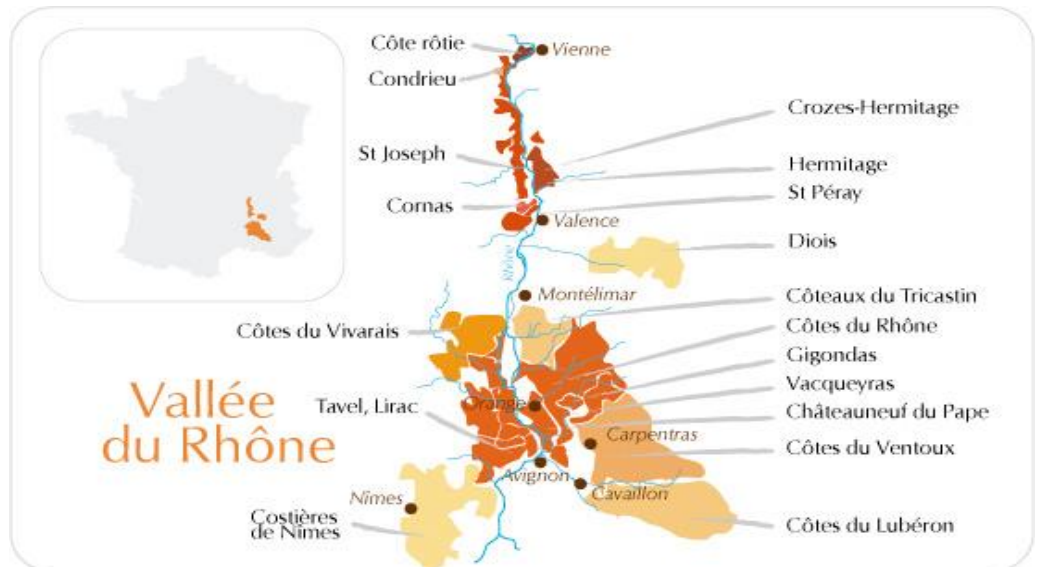 Côte rôtie
Vienne
Condrieu
Crozes-Hermitage
St Joseph
Hermitage
Cornas
St Péray
Valence
Diois
Rhône
Montélimar
Côteaux du Tricastin
Côtes du Vivarais
Côtes du Rhône
Gigondas
Vacqueyras
Tavel, Lirac
Orange
Châteauneuf du Pape
Vallée
du Rhône
Carpentras
Côtes du Ventoux
Avignon
Cavaillon
Nîmes
Costières
de Nîmes
Côtes du Lubéron